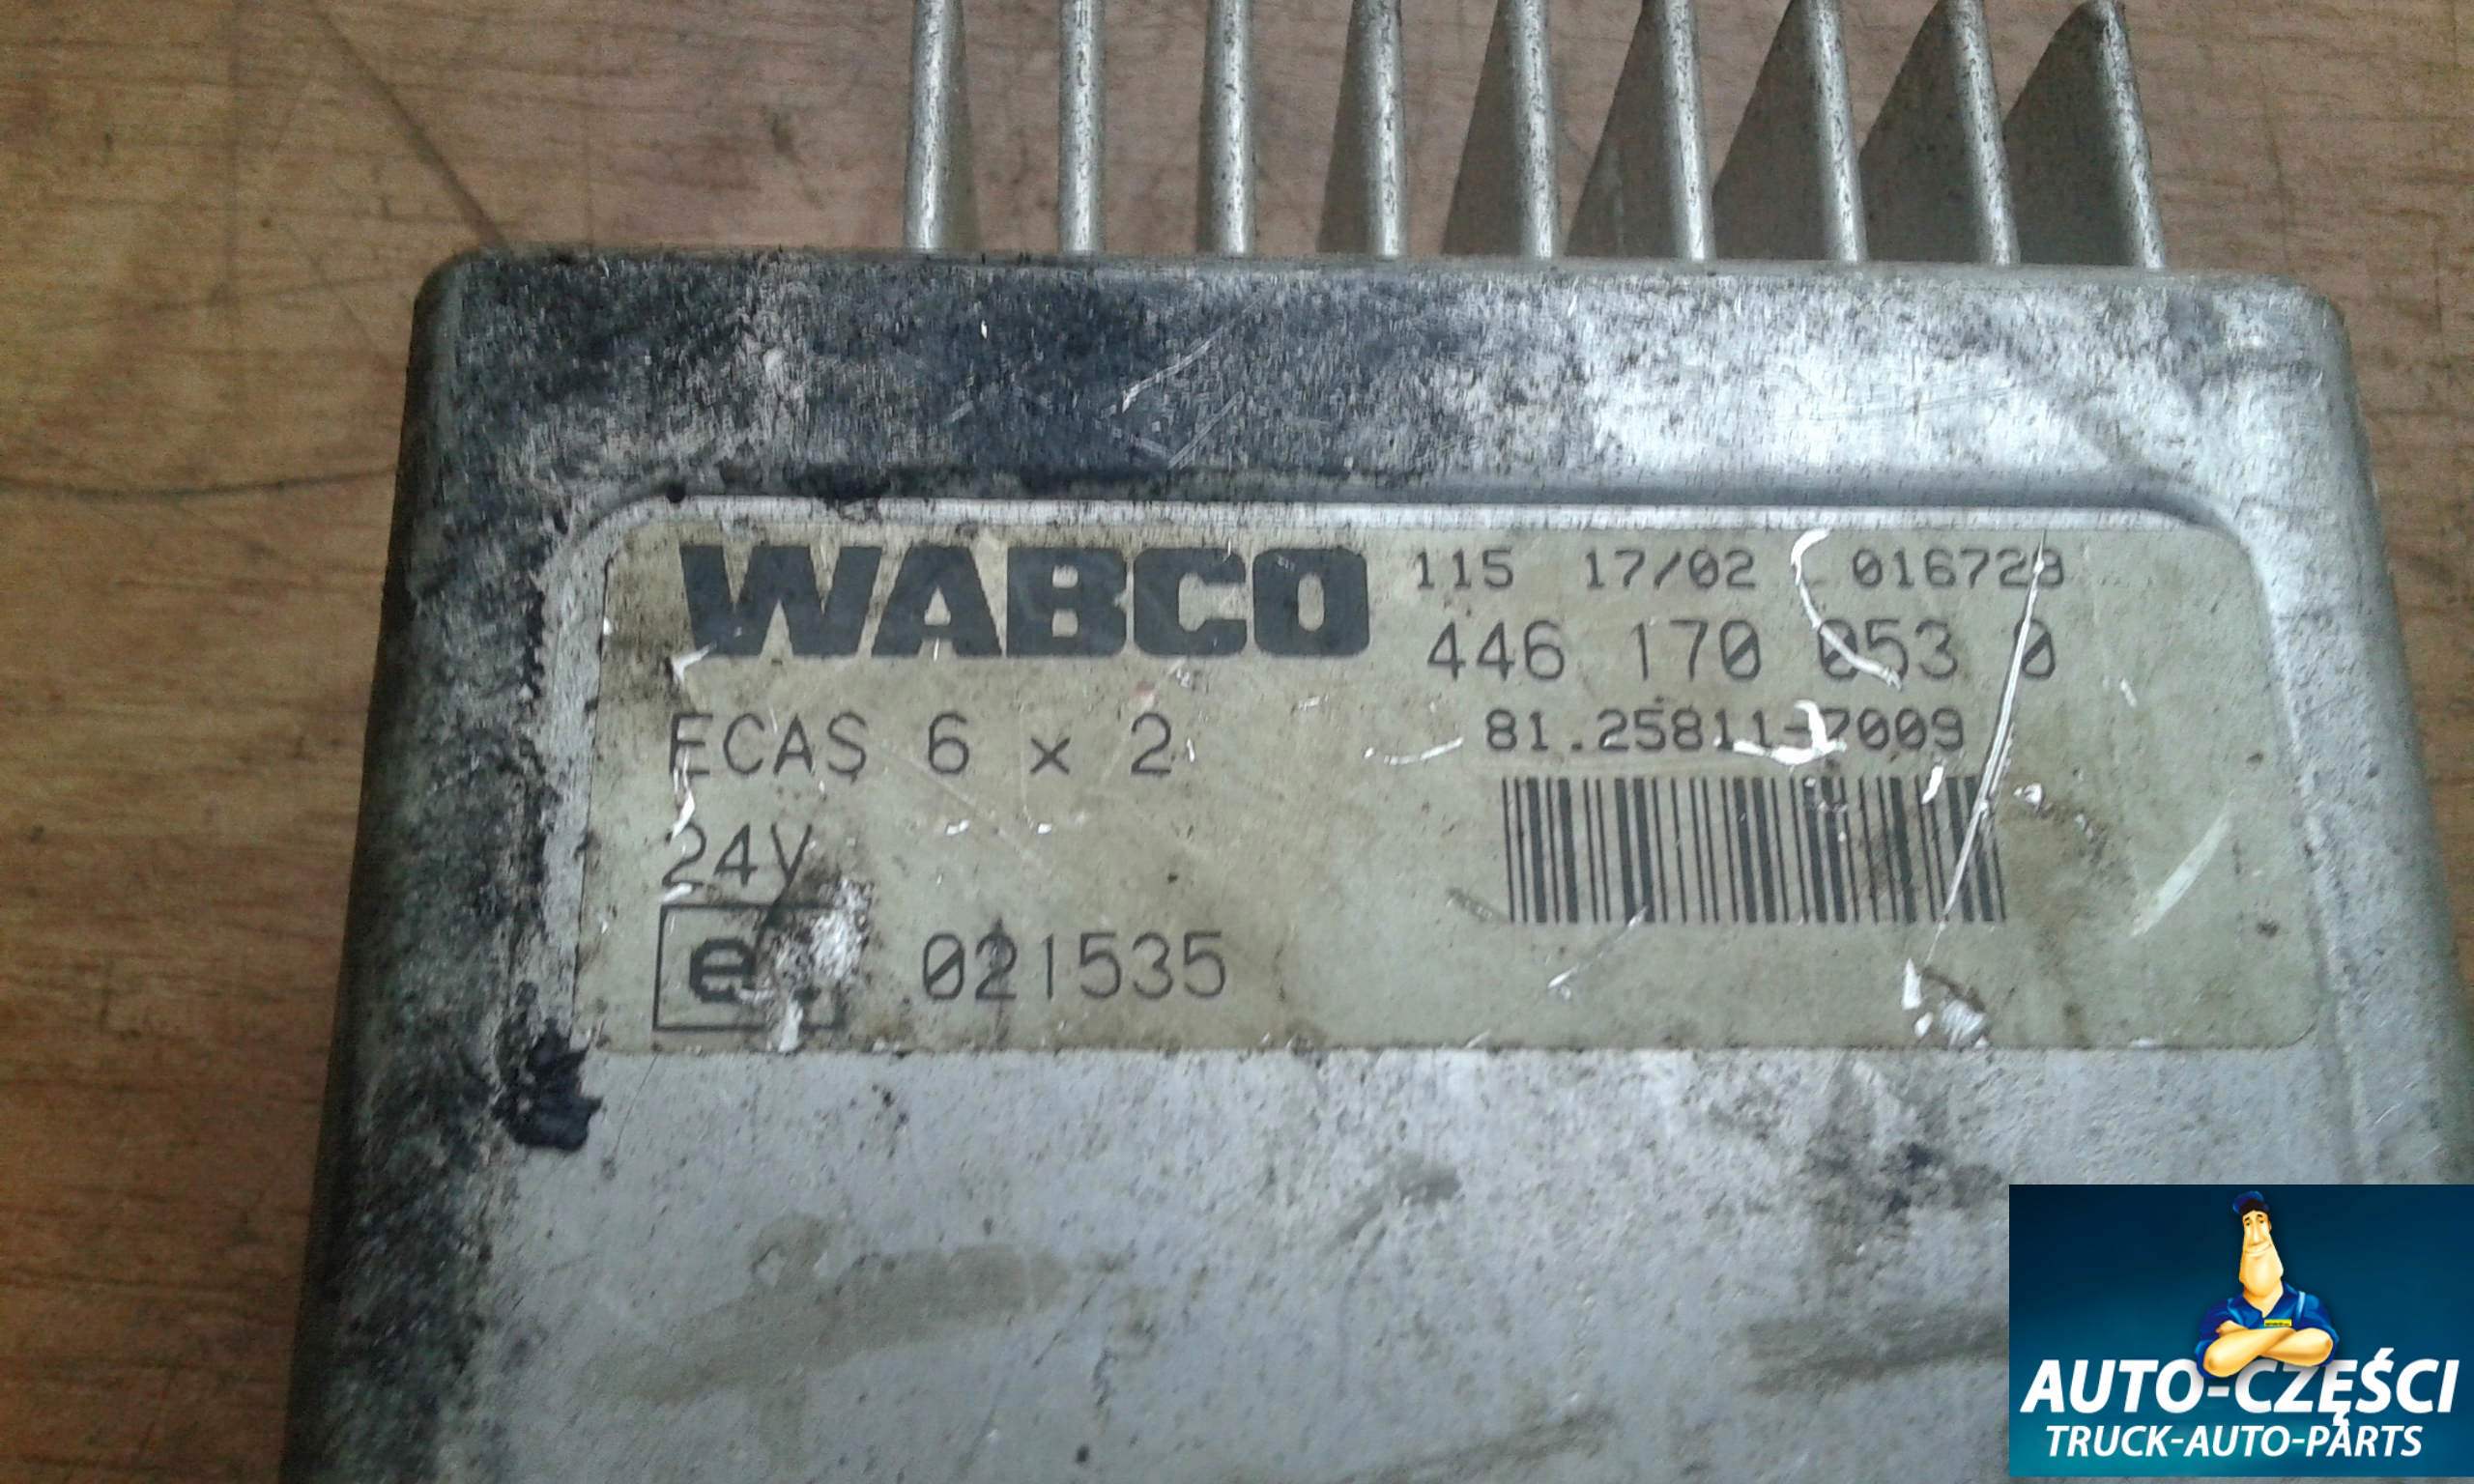 WABCO 115 17/02 016728
446 170 053 0
ECAS 6 x 2 81.25811-7009
24V
e 021535
AUTO-CZĘŚCI
TRUCK-AUTO-PARTS